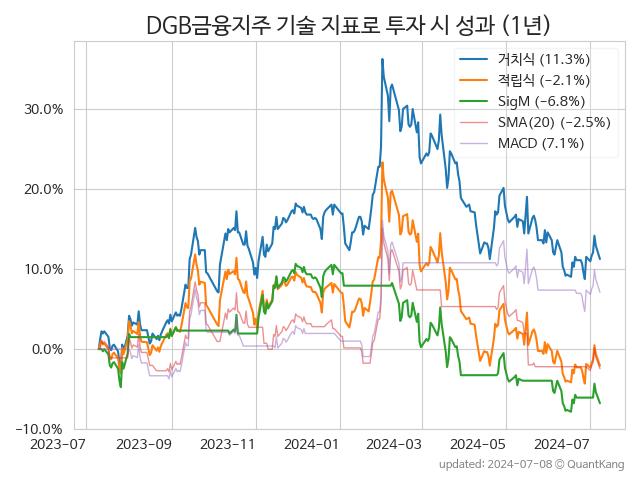 DGB금융지주 기술 지표로 투자 시 성과 (1년)
거치식 (11.3%)
적립식 (−2.1%)
SigM (−6.8%)
SMA(20) (−2.5%)
MACD (7.1%)
30.0%
20.0%
10.0%
0.0%
−10.0%
2023-07 2023-09 2023-11 2024-01 2024-03 2024-05 2024-07
updated: 2024-07-08 © QuantKang